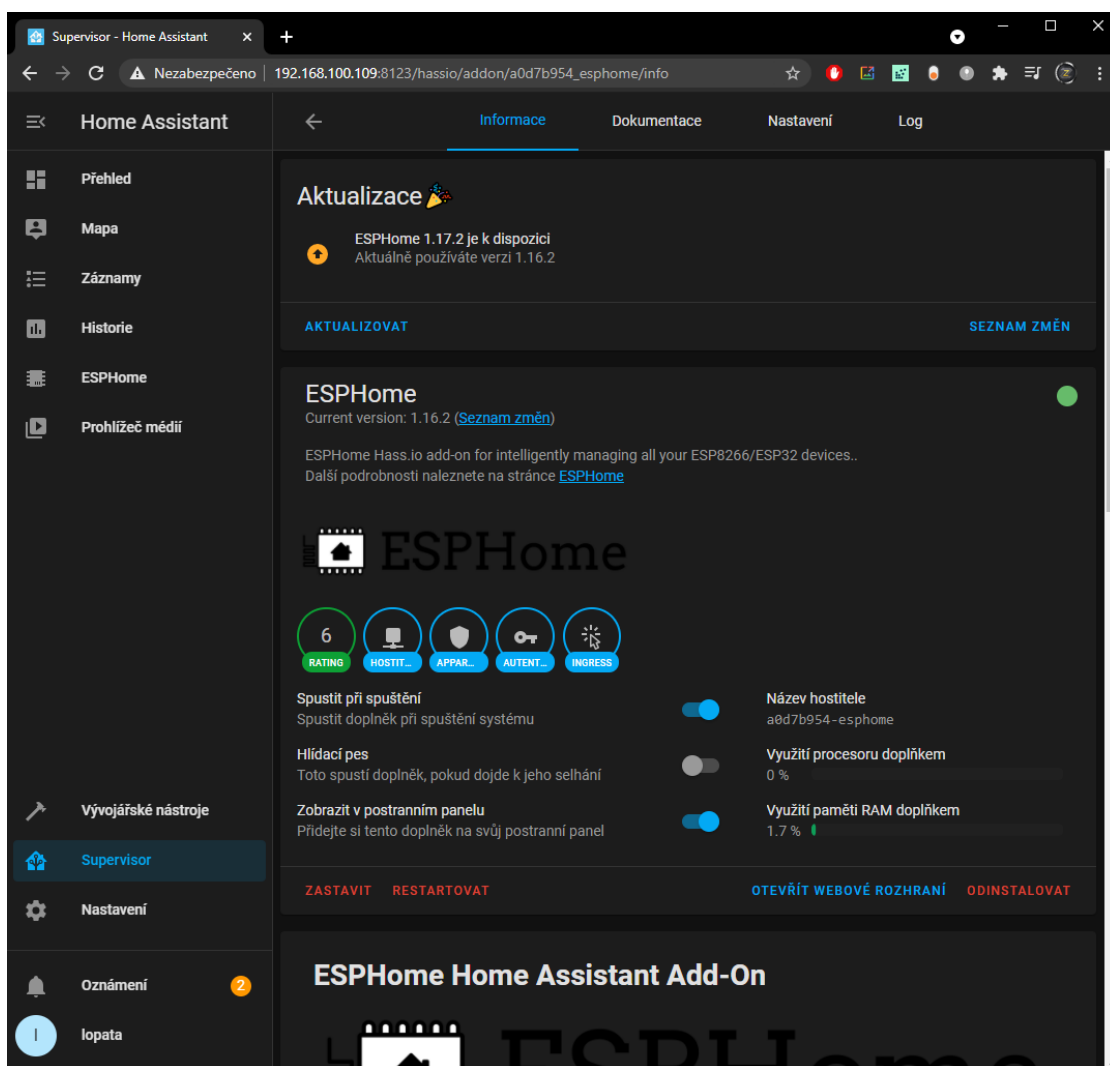 Supervisor - Home Assistant
Nezabezpečeno 192.168.100.109:8123/hassio/addon/a0d7b954_esphome/info
Home Assistant
Přehled
Mapa
Záznamy
Historie
ESPHome
Prohlížeč médií
Vývojářské nástroje
Supervisor
Nastavení
Oznámení 2
l lopata
Informace Dokumentace Nastavení Log
Aktualizace
ESPHome 1.17.2 je k dispozici
Aktuálně používáte verzi 1.16.2
AKTUALIZOVAT SEZNAM ZMĚN
ESPHome
Current version: 1.16.2 (Seznam změn)
ESPHome Hass.io add-on for intelligently managing all your ESP8266/ESP32 devices..
Další podrobnosti naleznete na stránce ESPHome
ESPHome
6
RATING HOSTIT... APPAR... AUTENT... INGRESS
Spustit při spuštění
Spustit doplněk při spuštění systému
Hlídací pes
Toto spustí doplněk, pokud dojde k jeho selhání
Zobrazit v postranním panelu
Přidejte si tento doplněk na svůj postranní panel
Název hostitele
a0d7b954-esphome
Využití procesoru doplňkem
0 %
Využití paměti RAM doplňkem
1.7 %
ZASTAVIT RESTARTOVAT OTEVŘÍT WEBOVÉ ROZHRANÍ ODINSTALOVAT
ESPHome Home Assistant Add-On
ESPHome